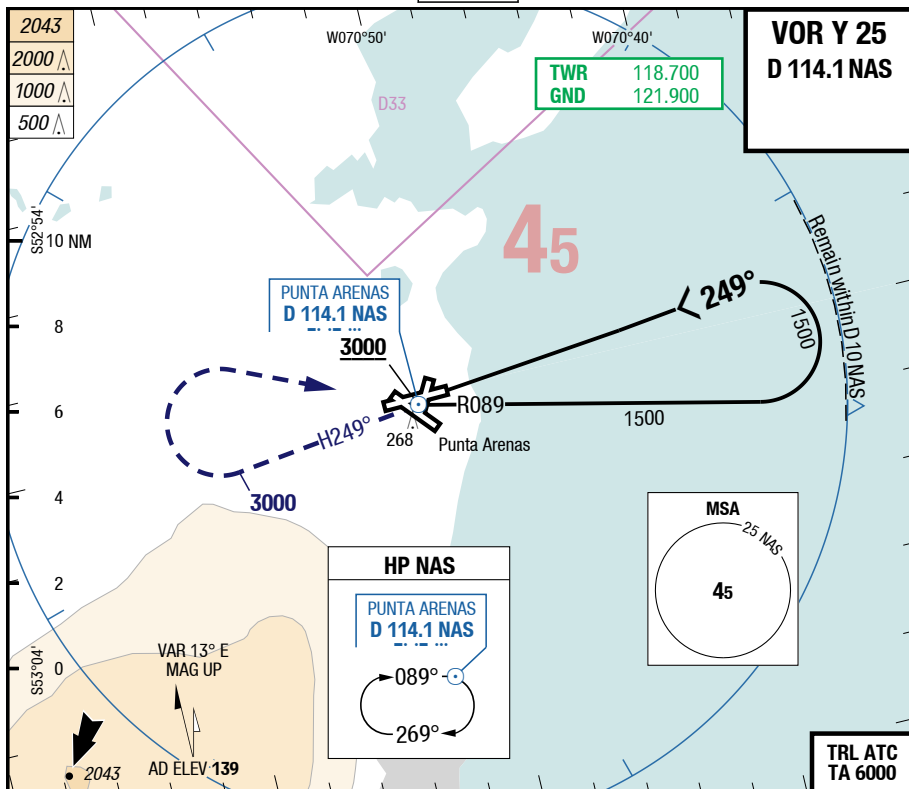 2043
2000
1000
500
W070°50'
W070°40'
VOR Y 25
D 114.1 NAS
TWR 118.700
GND 121.900
D33
45
S52°54'
10 NM
8
6
4
2
0
S53°04'
PUNTA ARENAS
D 114.1 NAS
3000
< 249°
1500
Remain within D 10 NAS
R089
1500
H249°
268
Punta Arenas
3000
MSA
25 NAS
45
HP NAS
PUNTA ARENAS
D 114.1 NAS
089°
269°
VAR 13° E
MAG UP
2043
AD ELEV 139
TRL ATC
TA 6000